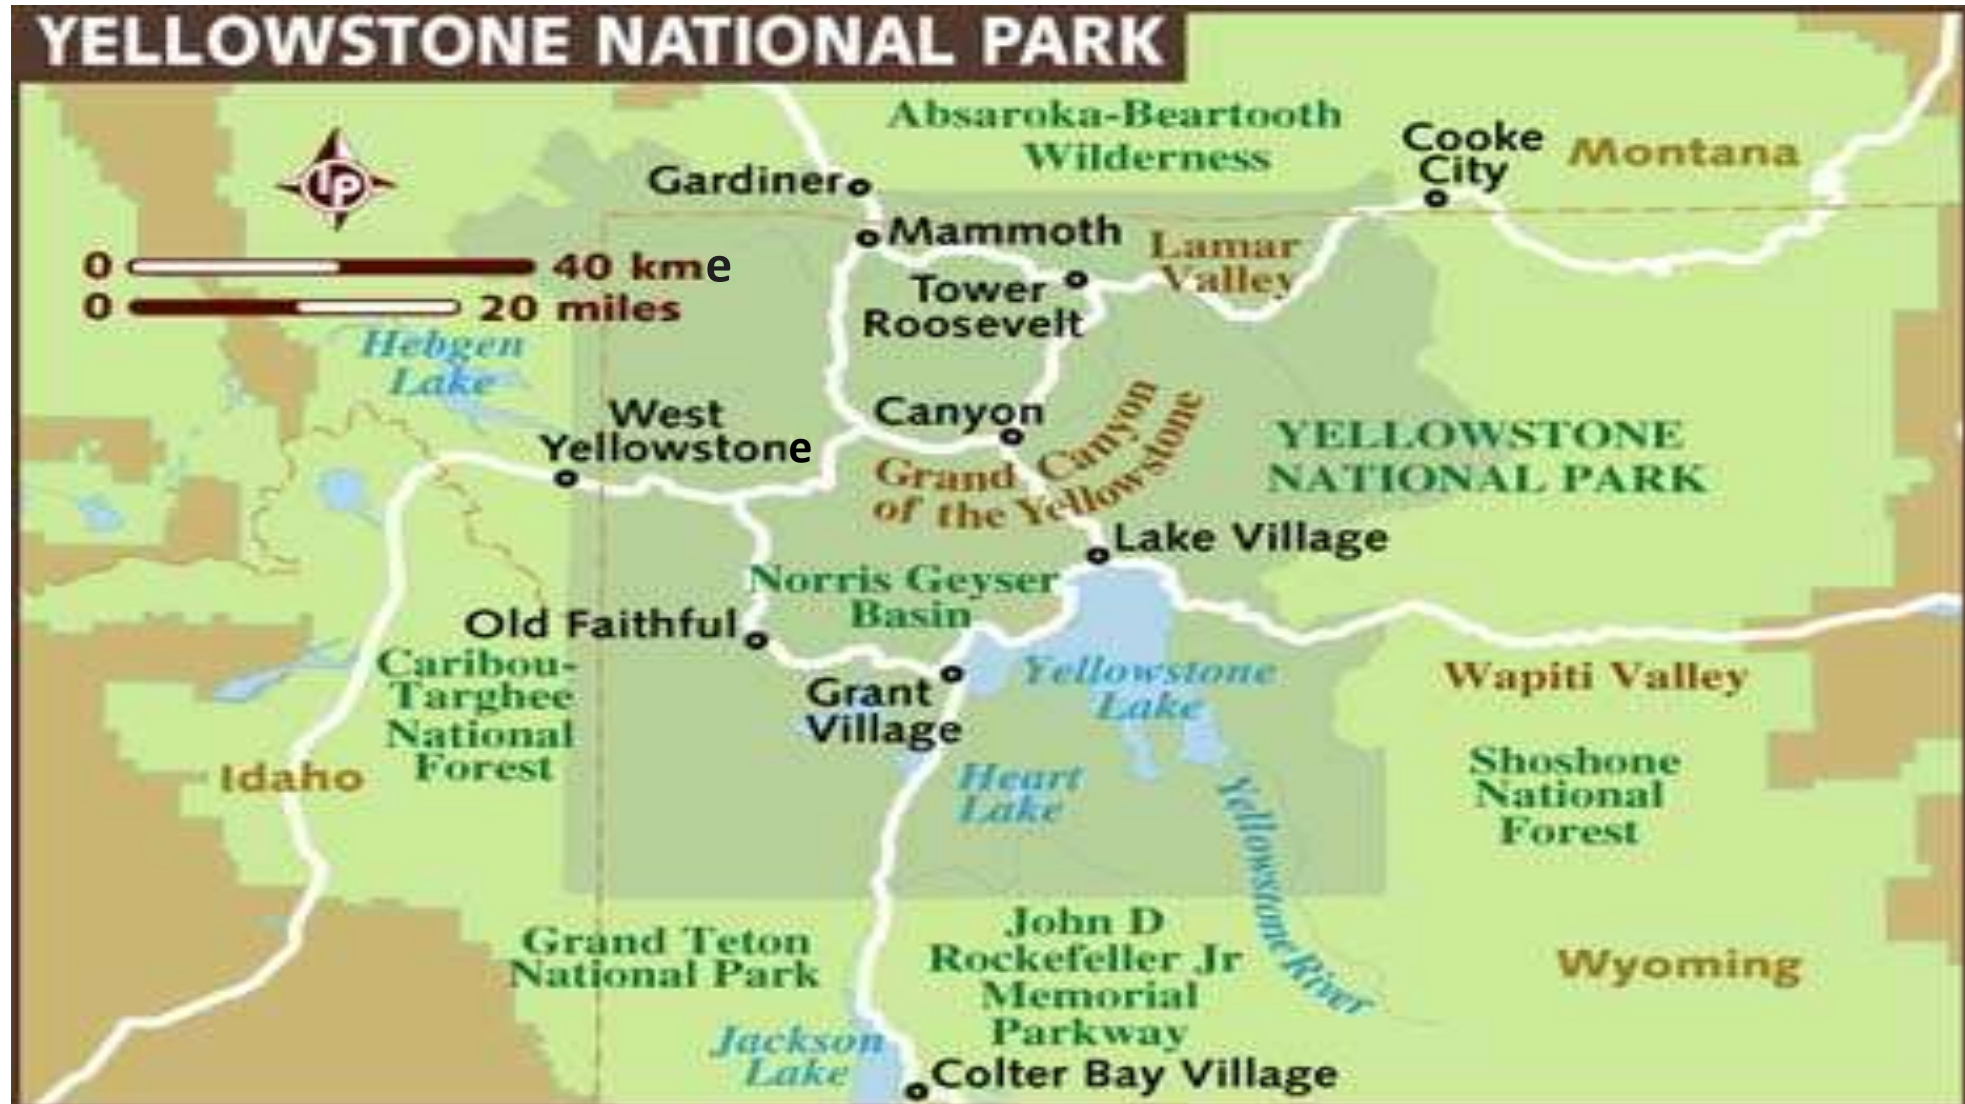 YELLOWSTONE NATIONAL PARK
Absaroka-Beartooth
Wilderness
Cooke
City
Montana
LP
Gardiner
Mammoth
Lamar
Valley
0 40 kme
0 20 miles
Tower
Roosevelt
Hebgen
Lake
West
Yellowstone
Canyon
Grand Canyon
of the Yellowstone
YELLOWSTONE
NATIONAL PARK
Lake Village
Norris Geyser
Basin
Old Faithful
Caribou-
Targhee
National
Forest
Grant
Village
Yellowstone
Lake
Wapiti Valley
Idaho
Heart
Lake
Yellowstone River
Shoshone
National
Forest
Grand Teton
National Park
John D
Rockefeller Jr
Memorial
Parkway
Wyoming
Jackson
Lake
Colter Bay Village